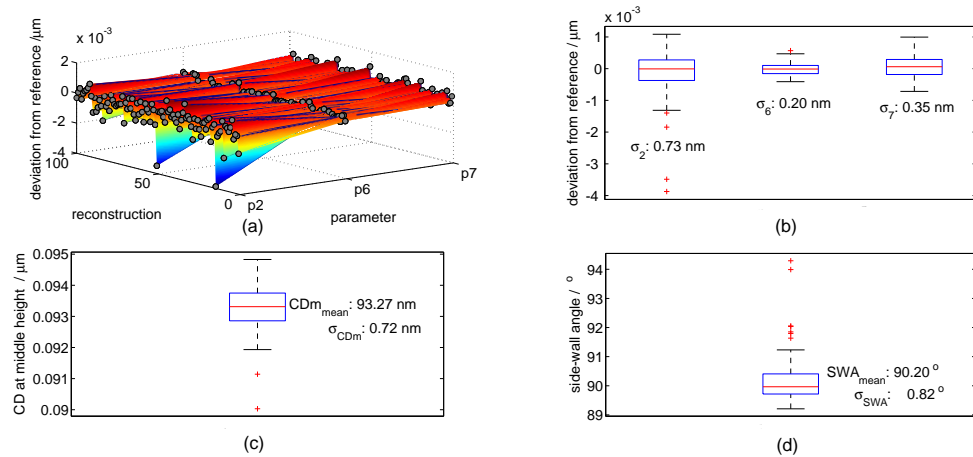 x 10⁻³
deviation from reference /μm
2
0
-2
-4
100
50
0
p2
p6
p7
reconstruction
parameter
(a)
x 10⁻³
deviation from reference / μm
1
0
-1
-2
-3
-4
σ₂: 0.73 nm
σ₆: 0.20 nm
σ₇: 0.35 nm
(b)
CD at middle height / μm
0.095
0.094
0.093
0.092
0.091
0.09
CDm_mean: 93.27 nm
σ_CDm: 0.72 nm
(c)
side-wall angle / °
94
93
92
91
90
89
SWA_mean: 90.20 °
σ_SWA: 0.82 °
(d)